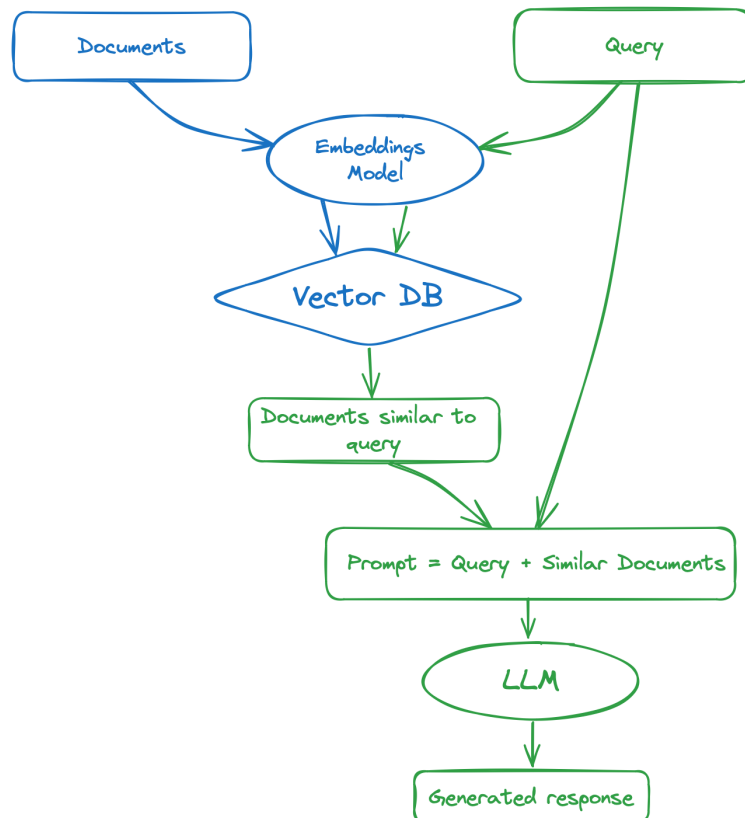 Documents
Query
Embeddings
Model
Vector DB
Documents similar to
query
Prompt = Query + Similar Documents
LLM
Generated response